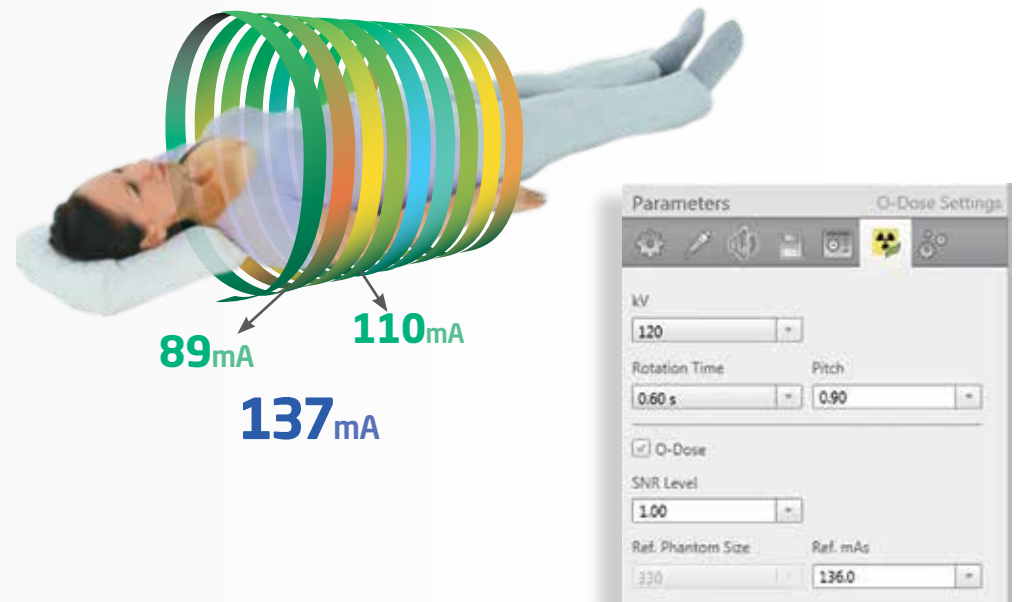 89mA
110mA
137mA
Parameters O-Dose Settings
kV
120
Rotation Time Pitch
0.60 s 0.90
O-Dose
SNR Level
1.00
Ref. Phantom Size Ref. mAs
330 136.0